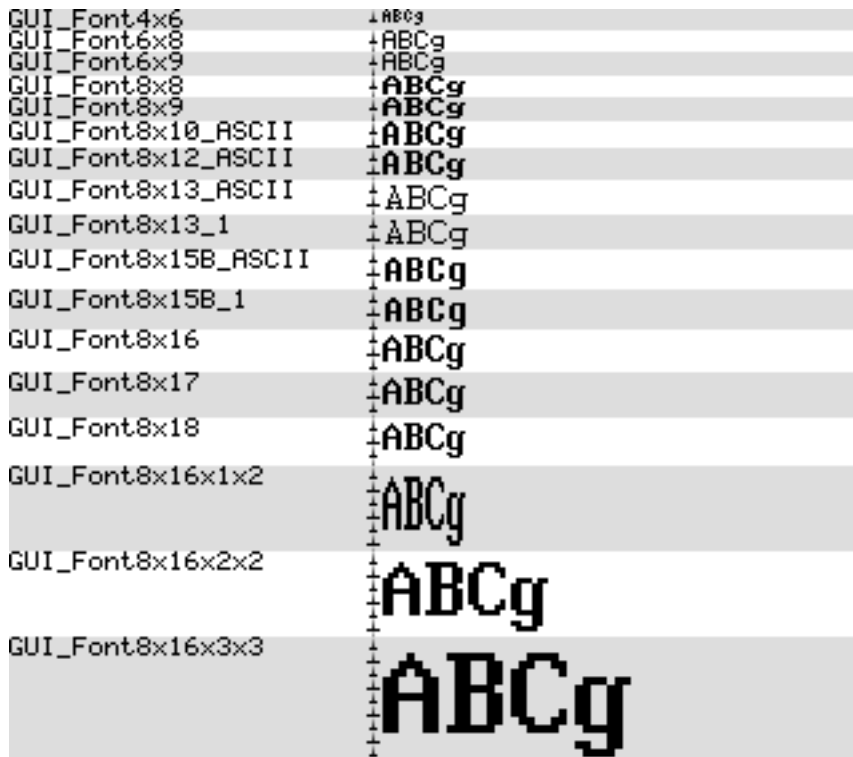 GUI_Font4x6 ABCg
GUI_Font6x8 ABCg
GUI_Font6x9 ABCg
GUI_Font8x8 ABCg
GUI_Font8x9 ABCg
GUI_Font8x10_ASCII ABCg
GUI_Font8x12_ASCII ABCg
GUI_Font8x13_ASCII ABCg
GUI_Font8x13_1 ABCg
GUI_Font8x15B_ASCII ABCg
GUI_Font8x15B_1 ABCg
GUI_Font8x16 ABCg
GUI_Font8x17 ABCg
GUI_Font8x18 ABCg
GUI_Font8x16x1x2 ABCg
GUI_Font8x16x2x2 ABCg
GUI_Font8x16x3x3 ABCg